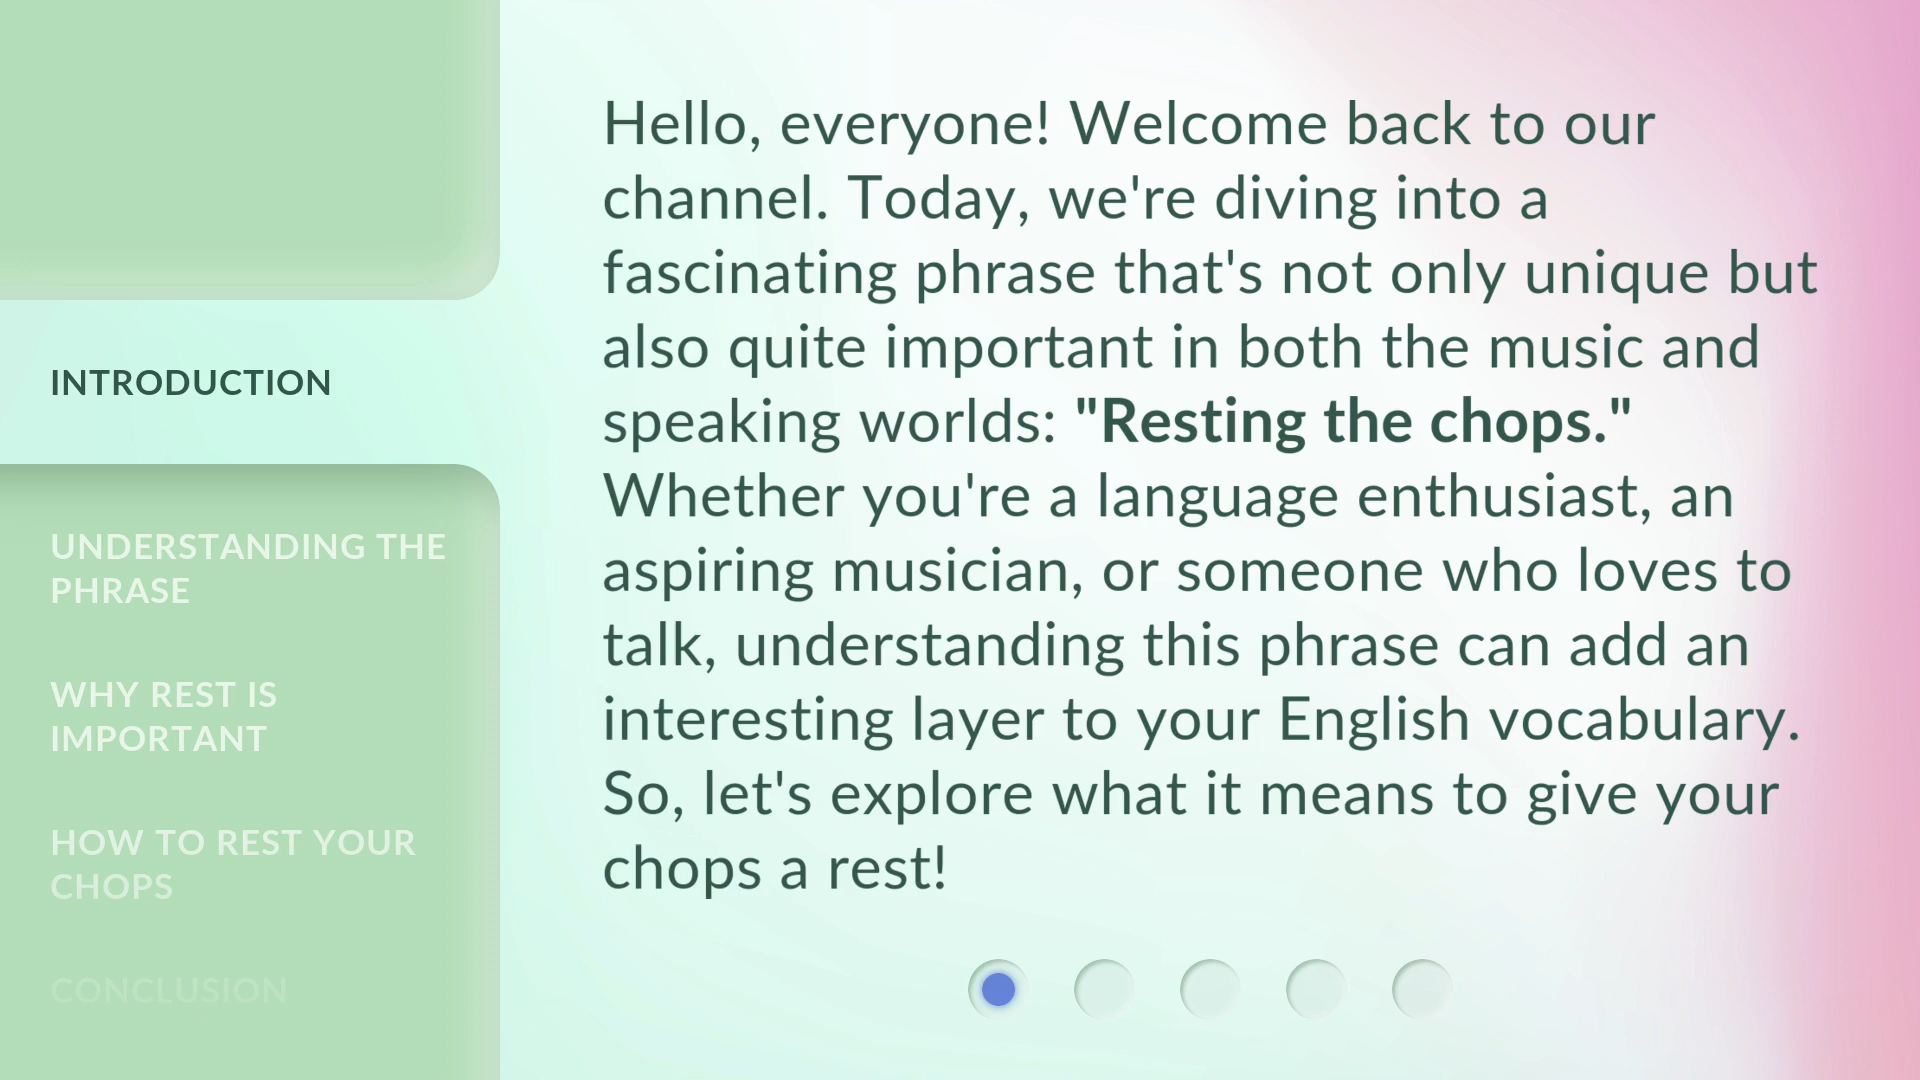 INTRODUCTION
UNDERSTANDING THE
PHRASE
WHY REST IS
IMPORTANT
HOW TO REST YOUR
CHOPS
CONCLUSION
Hello, everyone! Welcome back to our
channel. Today, we're diving into a
fascinating phrase that's not only unique but
also quite important in both the music and
speaking worlds: "Resting the chops."
Whether you're a language enthusiast, an
aspiring musician, or someone who loves to
talk, understanding this phrase can add an
interesting layer to your English vocabulary.
So, let's explore what it means to give your
chops a rest!